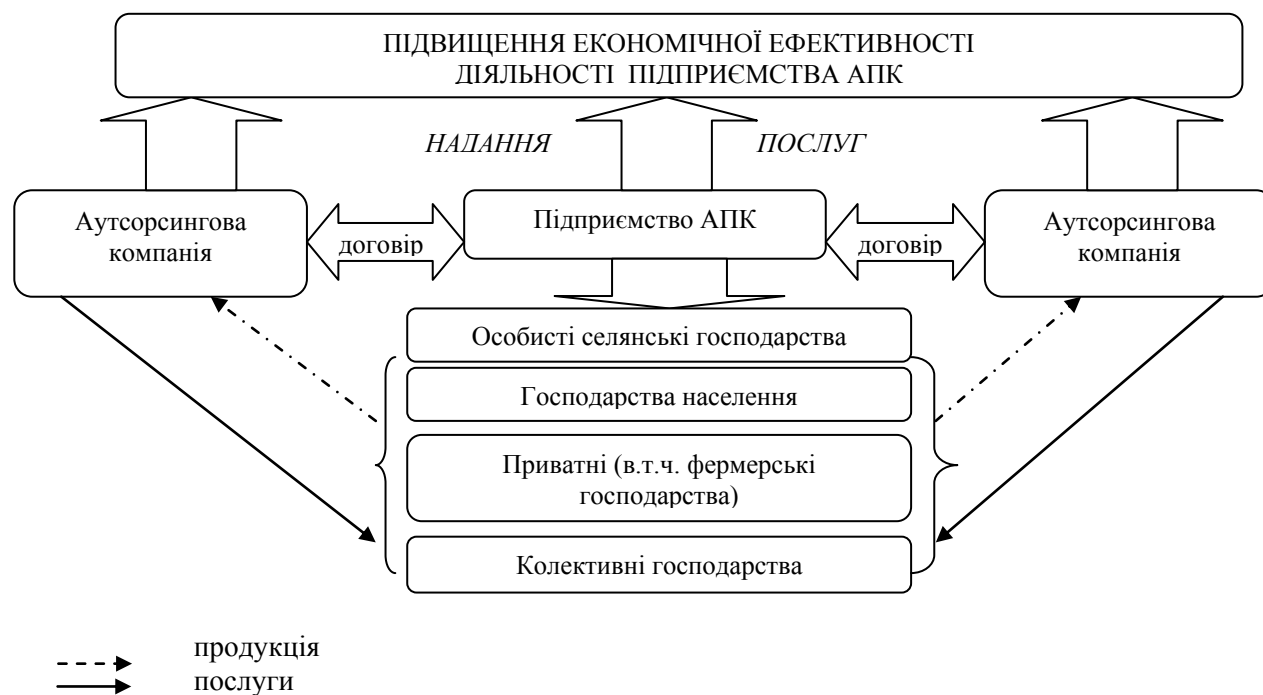 ПІДВИЩЕННЯ ЕКОНОМІЧНОЇ ЕФЕКТИВНОСТІ
ДІЯЛЬНОСТІ ПІДПРИЄМСТВА АПК
НАДАННЯ ПОСЛУГ
Аутсорсингова
компанія
договір
Підприємство АПК
договір
Аутсорсингова
компанія
Особисті селянські господарства
Господарства населення
Приватні (в.т.ч. фермерські
господарства)
Колективні господарства
продукція
послуги